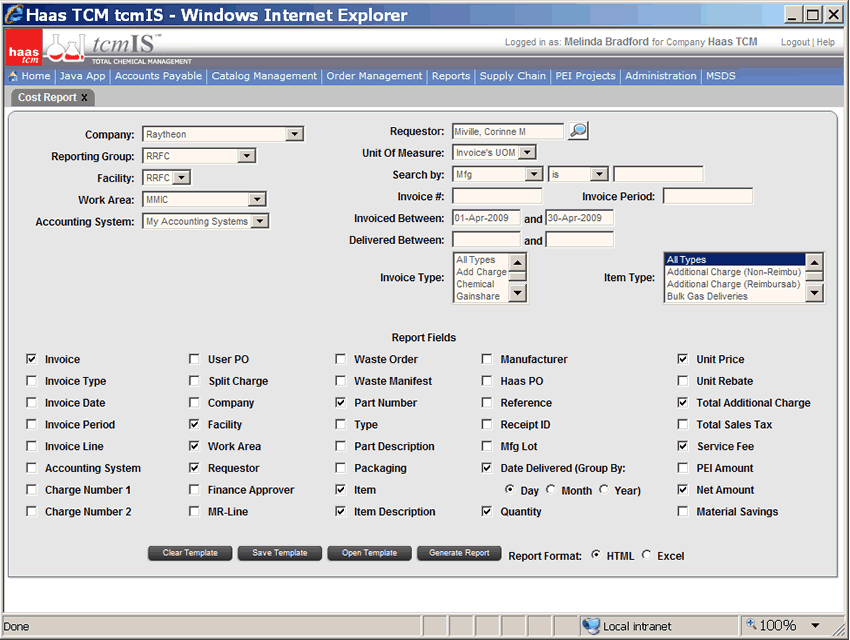 Haas TCM tcmIS - Windows Internet Explorer
haas tcm
tcmIS™
TOTAL CHEMICAL MANAGEMENT
Logged in as: Melinda Bradford for Company Haas TCM
Logout | Help
Home | Java App | Accounts Payable | Catalog Management | Order Management | Reports | Supply Chain | PEI Projects | Administration | MSDS
Cost Report x
Company: Raytheon
Reporting Group: RRFC
Facility: RRFC
Work Area: MMIC
Accounting System: My Accounting Systems
Requestor: Miville, Corinne M
Unit Of Measure: Invoice's UOM
Search by: Mfg is
Invoice #: Invoice Period:
Invoiced Between: 01-Apr-2009 and 30-Apr-2009
Delivered Between: and
Invoice Type:
All Types
Add Charge
Chemical
Gainshare
Item Type:
All Types
Additional Charge (Non-Reimbu)
Additional Charge (Reimbursab)
Bulk Gas Deliveries
Report Fields
Invoice User PO Waste Order Manufacturer Unit Price
Invoice Type Split Charge Waste Manifest Haas PO Unit Rebate
Invoice Date Company Part Number Reference Total Additional Charge
Invoice Period Facility Type Receipt ID Total Sales Tax
Invoice Line Work Area Part Description Mfg Lot Service Fee
Accounting System Requestor Packaging Date Delivered (Group By: PEI Amount
Charge Number 1 Finance Approver Item Day Month Year) Net Amount
Charge Number 2 MR-Line Item Description Quantity Material Savings
Clear Template Save Template Open Template Generate Report Report Format: HTML Excel
Done Local intranet 100%